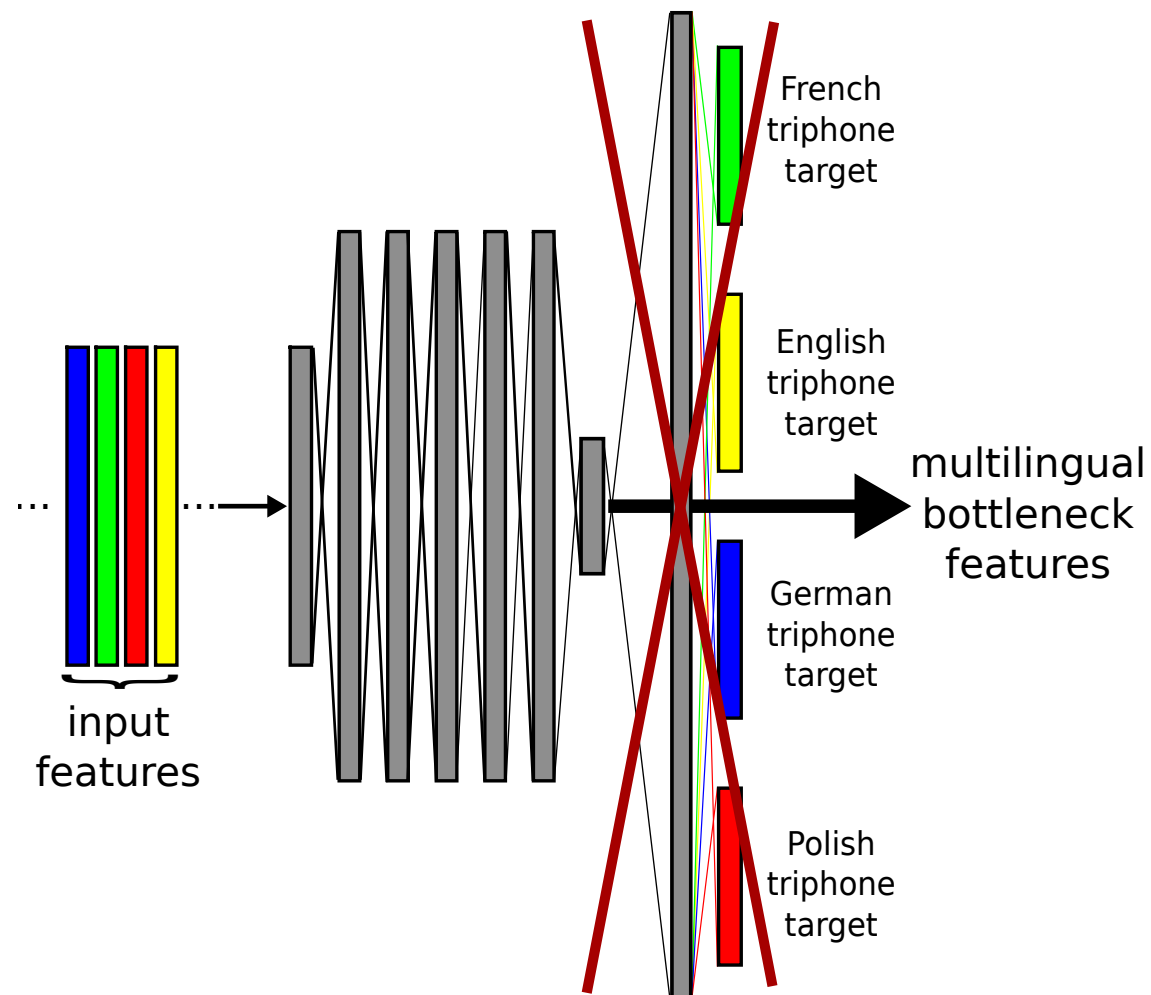 French
triphone
target
English
triphone
target
multilingual
bottleneck
features
...
...
German
triphone
target
input
features
Polish
triphone
target